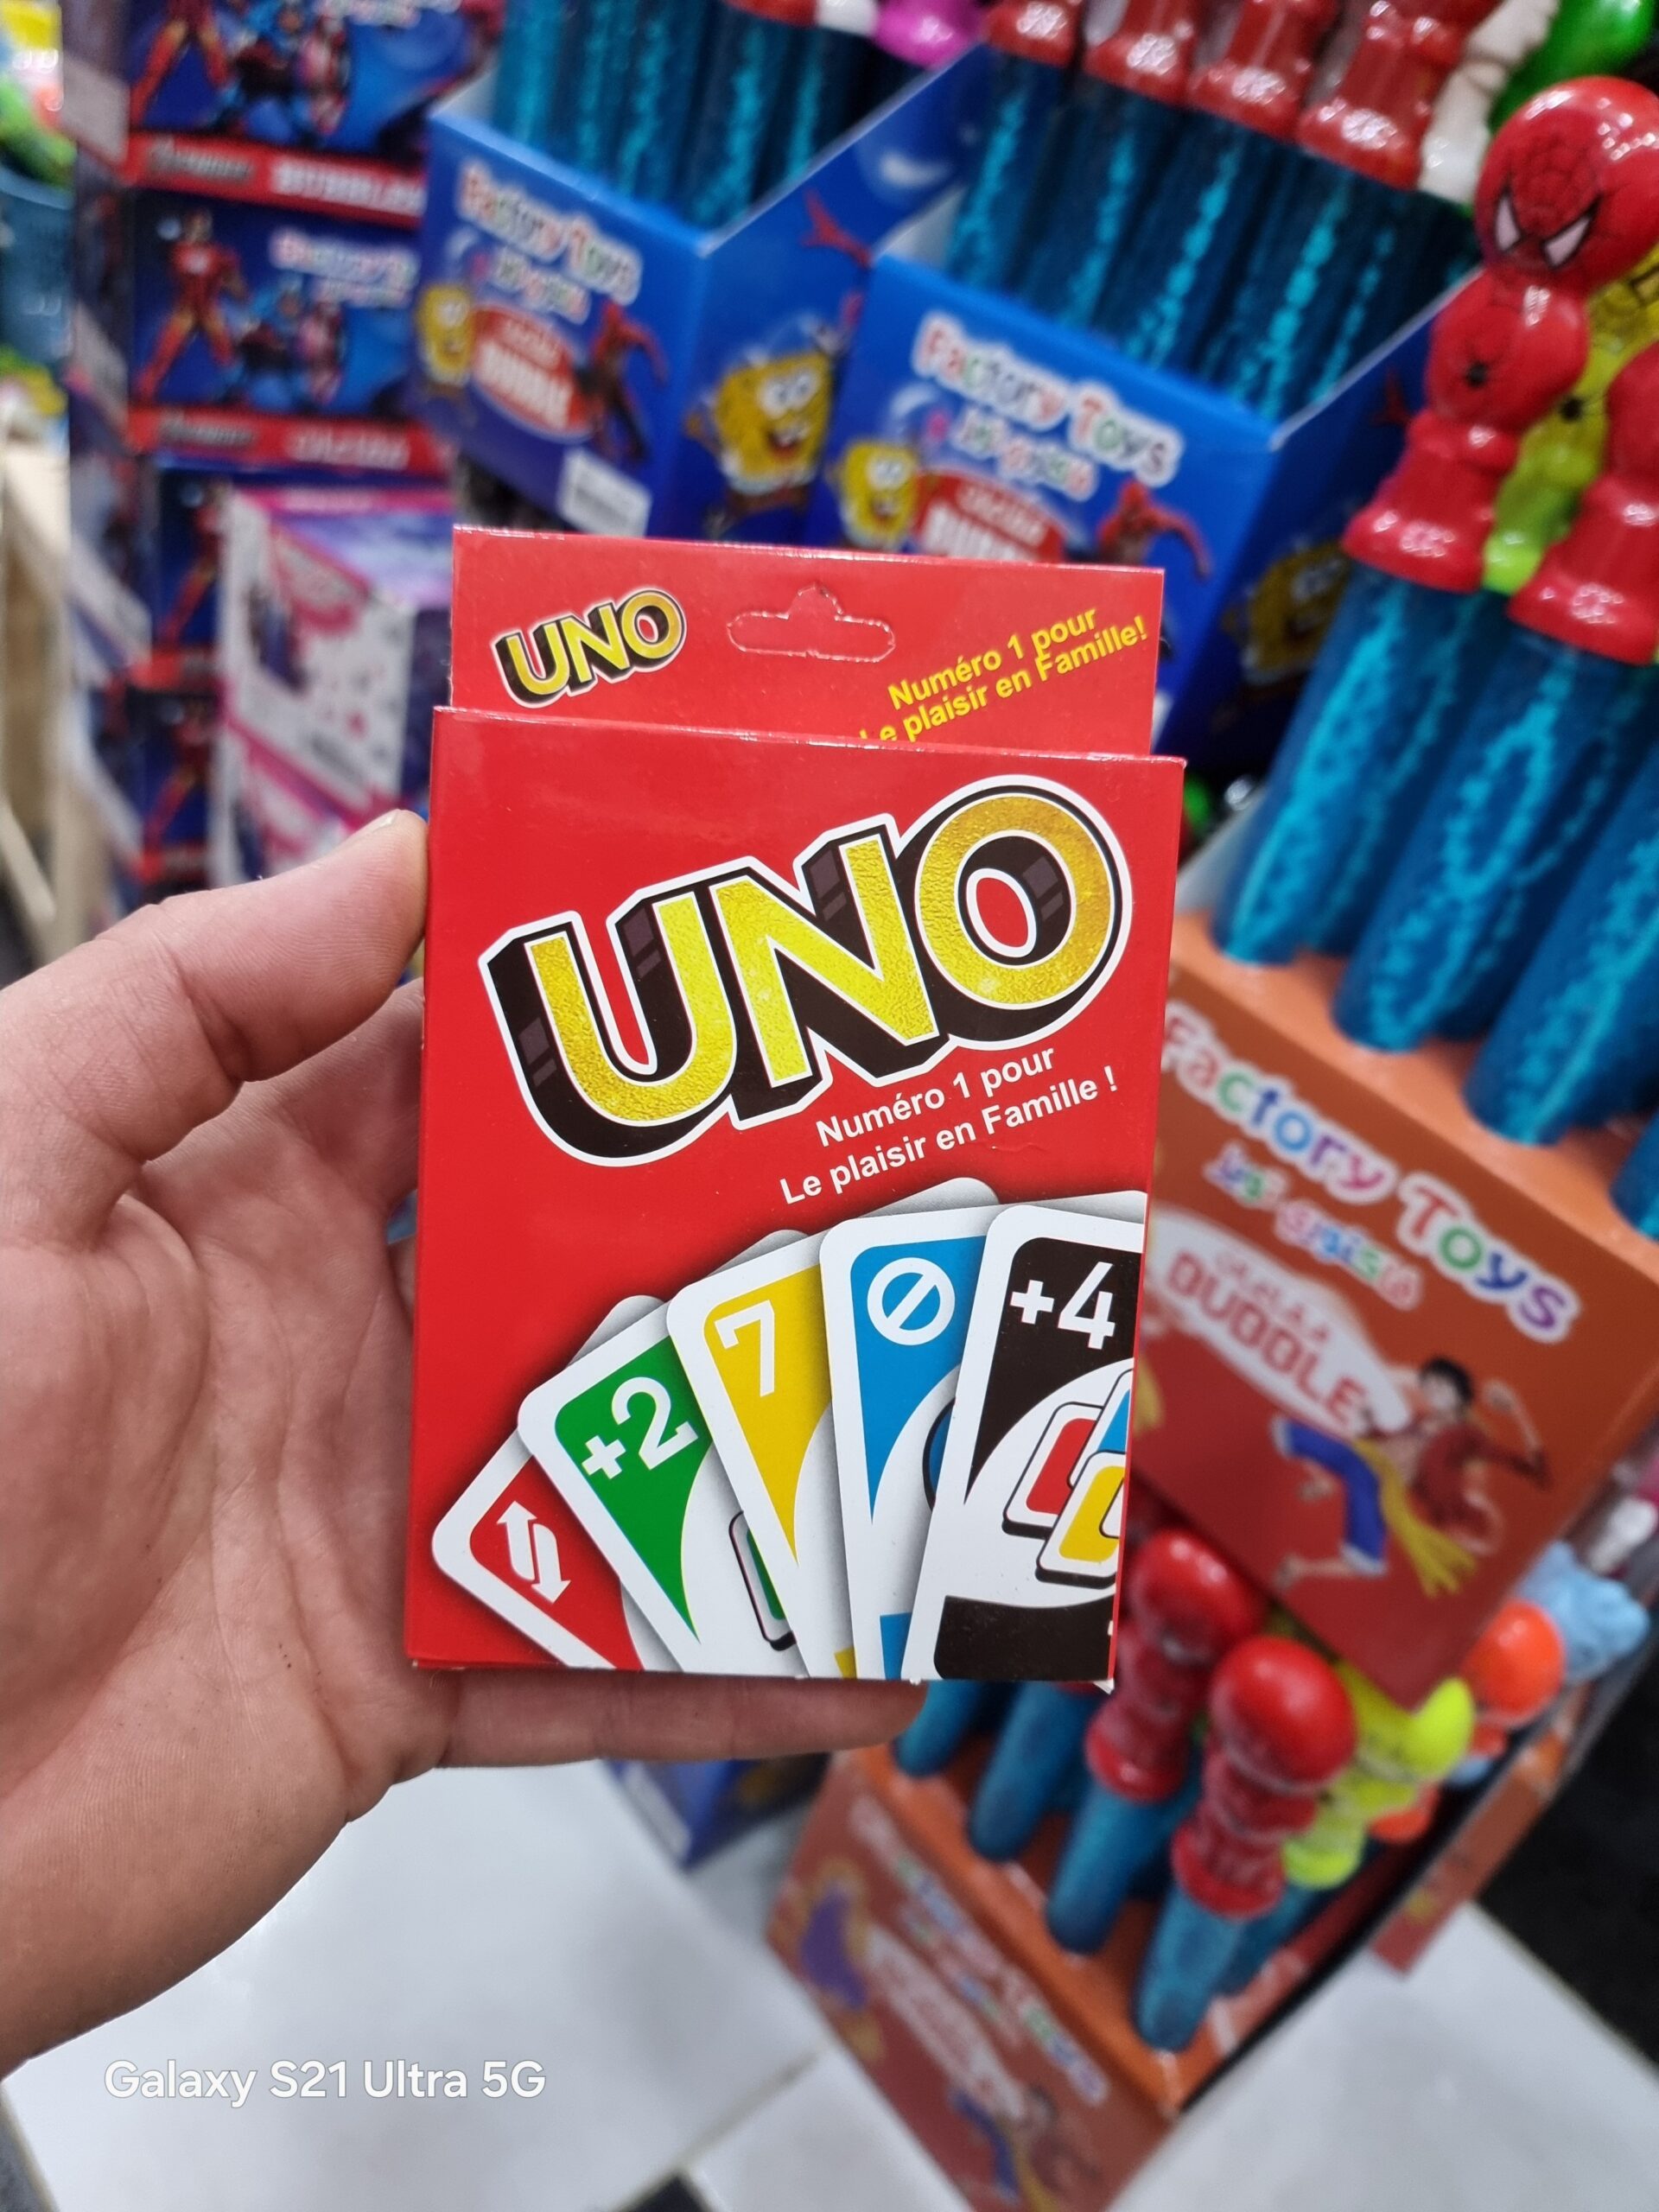 Factory Toys
Factory Toys
UNO
Numéro 1 pour
Le plaisir en Famille!
UNO
Numéro 1 pour
Le plaisir en Famille !
+2
7
+4
Factory Toys
BUBBLE
Galaxy S21 Ultra 5G